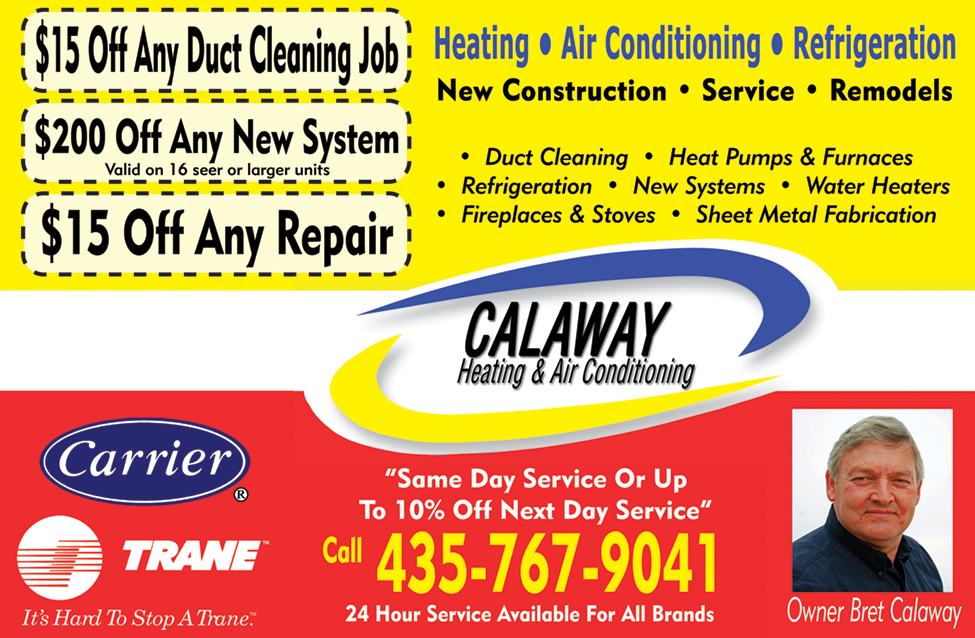 $15 Off Any Duct Cleaning Job
$200 Off Any New System
Valid on 16 seer or larger units
$15 Off Any Repair
Heating • Air Conditioning • Refrigeration
New Construction • Service • Remodels
• Duct Cleaning • Heat Pumps & Furnaces
• Refrigeration • New Systems • Water Heaters
• Fireplaces & Stoves • Sheet Metal Fabrication
CALAWAY
Heating & Air Conditioning
Carrier ®
TRANE™
It's Hard To Stop A Trane.™
“Same Day Service Or Up
To 10% Off Next Day Service“
Call 435-767-9041
24 Hour Service Available For All Brands
Owner Bret Calaway